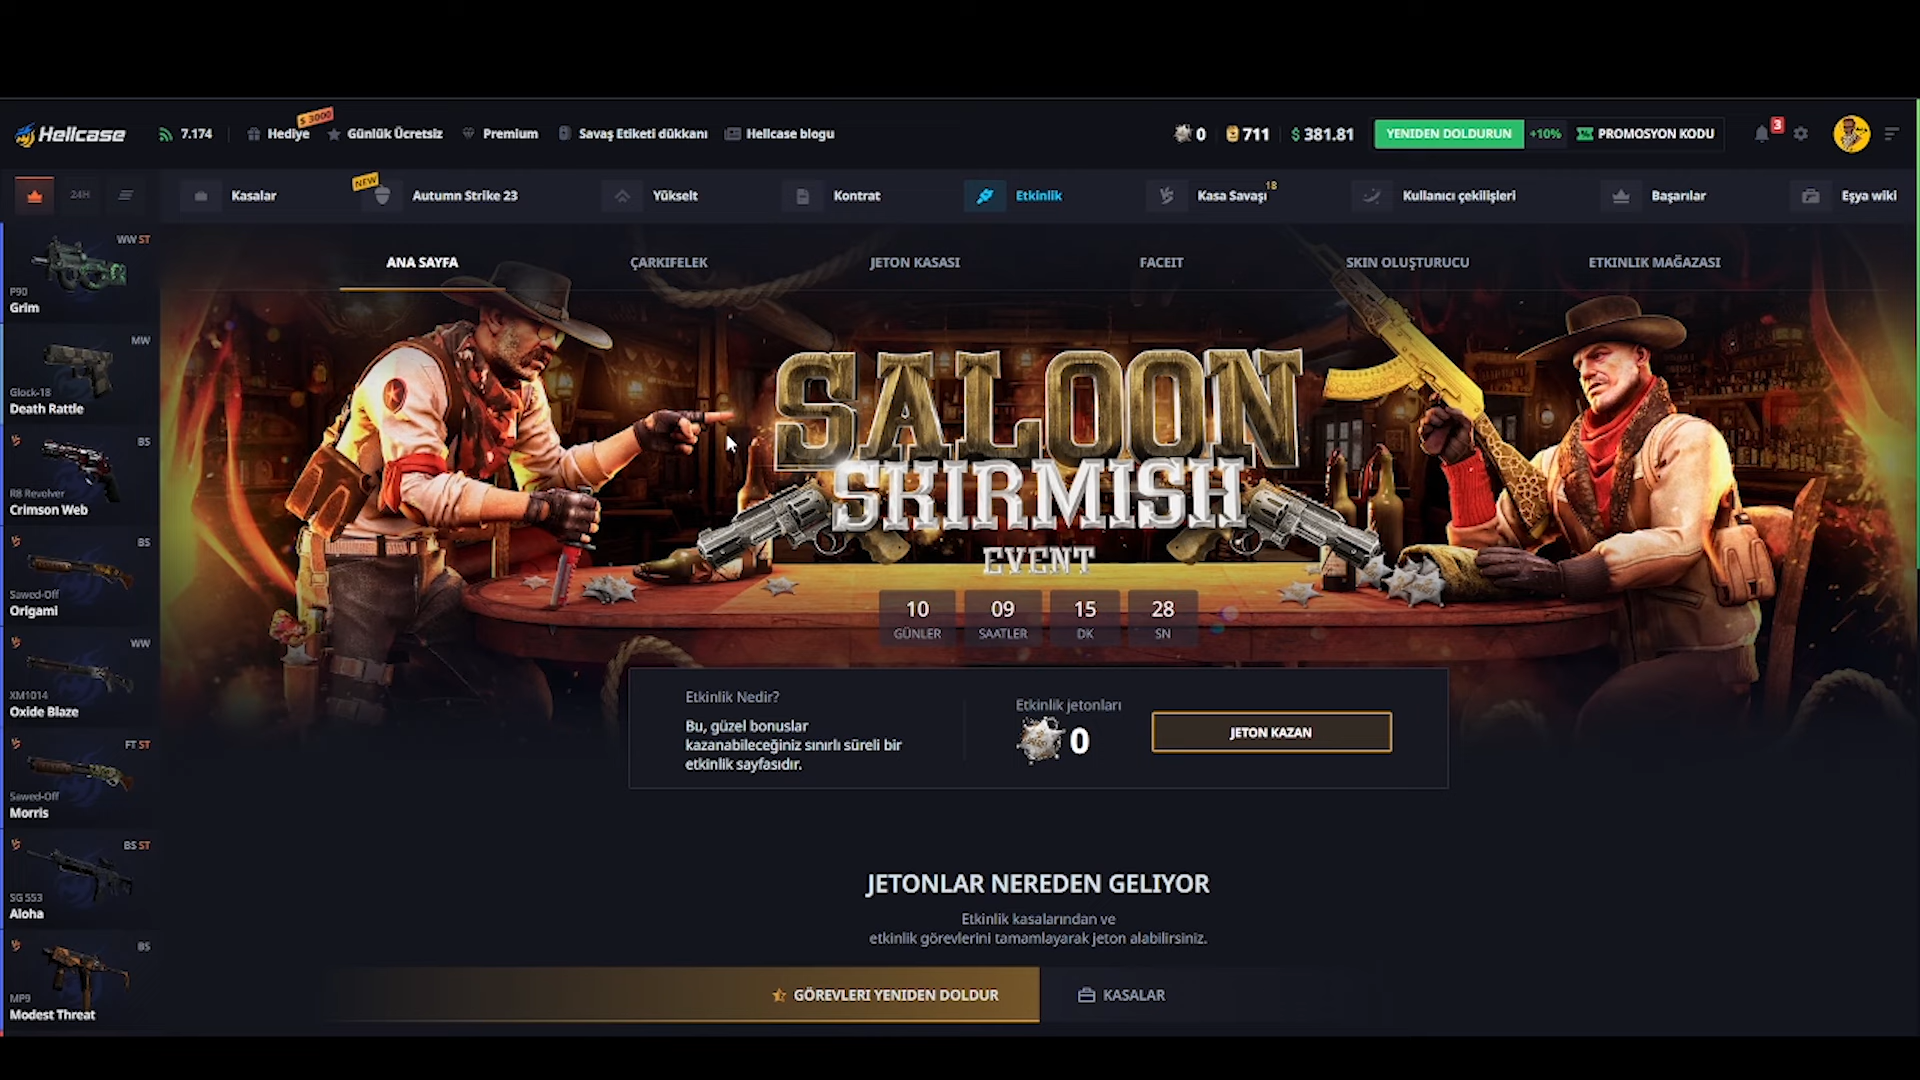 Hellcase
7.174
Hediye
$ 3000
Günlük Ücretsiz
Premium
Savaş Etiketi dükkanı
Hellcase blogu
0
711
$ 381.81
YENİDEN DOLDURUN
+10%
PROMOSYON KODU
3
24H
Kasalar
NEW
Autumn Strike 23
Yükselt
Kontrat
Etkinlik
Kasa Savaşı
18
Kullanıcı çekilişleri
Başarılar
Eşya wiki
ANA SAYFA
ÇARKIFELEK
JETON KASASI
FACEIT
SKIN OLUŞTURUCU
ETKINLIK MAĞAZASI
WW ST
P90
Grim
MW
Glock-18
Death Rattle
BS
R8 Revolver
Crimson Web
BS
Sawed-Off
Origami
WW
XM1014
Oxide Blaze
FT ST
Sawed-Off
Morris
BS ST
SG 553
Aloha
BS
MP9
Modest Threat
SALOON
SKIRMISH
EVENT
10
09
15
28
GÜNLER
SAATLER
DK
SN
Etkinlik Nedir?
Bu, güzel bonuslar
kazanabileceğiniz sınırlı süreli bir
etkinlik sayfasıdır.
Etkinlik jetonları
0
JETON KAZAN
JETONLAR NEREDEN GELIYOR
Etkinlik kasalarından ve
etkinlik görevlerini tamamlayarak jeton alabilirsiniz.
GÖREVLERI YENIDEN DOLDUR
KASALAR